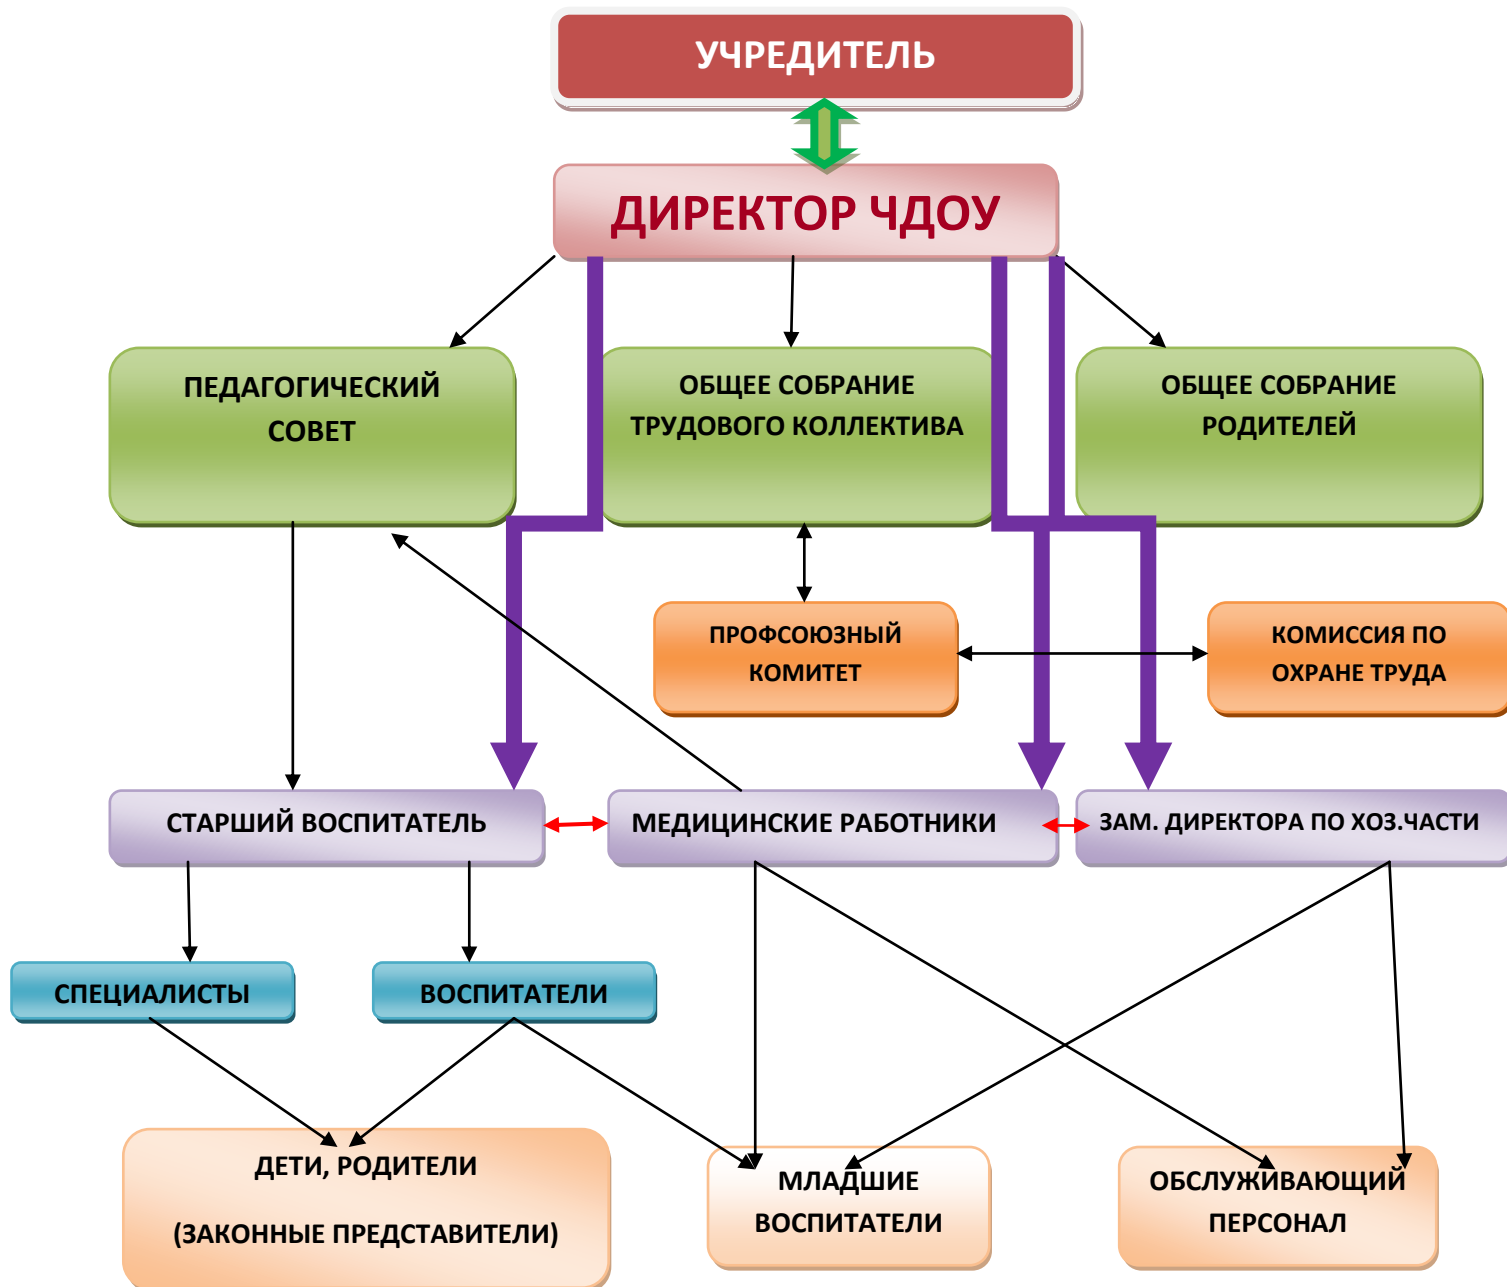 УЧРЕДИТЕЛЬ
ДИРЕКТОР ЧДОУ
ПЕДАГОГИЧЕСКИЙ
СОВЕТ
ОБЩЕЕ СОБРАНИЕ
ТРУДОВОГО КОЛЛЕКТИВА
ОБЩЕЕ СОБРАНИЕ
РОДИТЕЛЕЙ
ПРОФСОЮЗНЫЙ
КОМИТЕТ
КОМИССИЯ ПО
ОХРАНЕ ТРУДА
СТАРШИЙ ВОСПИТАТЕЛЬ
МЕДИЦИНСКИЕ РАБОТНИКИ
ЗАМ. ДИРЕКТОРА ПО ХОЗ.ЧАСТИ
СПЕЦИАЛИСТЫ
ВОСПИТАТЕЛИ
ДЕТИ, РОДИТЕЛИ
(ЗАКОННЫЕ ПРЕДСТАВИТЕЛИ)
МЛАДШИЕ
ВОСПИТАТЕЛИ
ОБСЛУЖИВАЮЩИЙ
ПЕРСОНАЛ